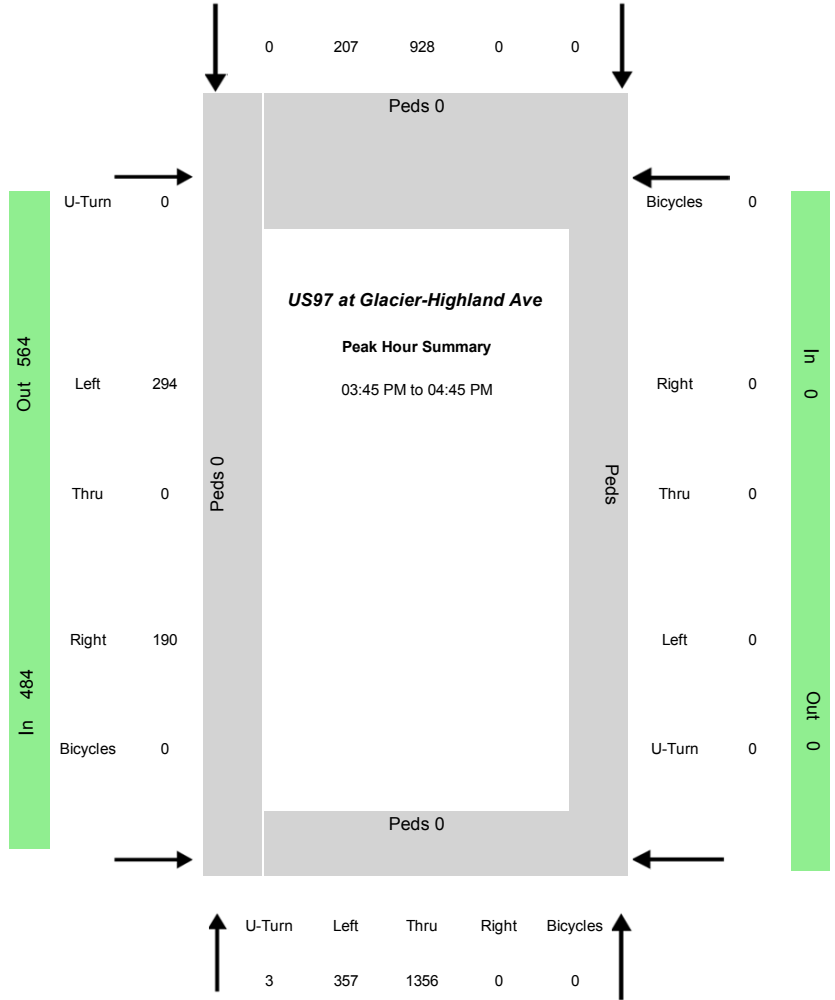 0 207 928 0 0
Peds 0
U-Turn 0
Bicycles 0
US97 at Glacier-Highland Ave
Peak Hour Summary
03:45 PM to 04:45 PM
Out 564
In 0
Left 294
Right 0
Peds 0
Peds
Thru 0
Thru 0
Right 190
Left 0
In 484
Out 0
Bicycles 0
U-Turn 0
Peds 0
U-Turn Left Thru Right Bicycles
3 357 1356 0 0